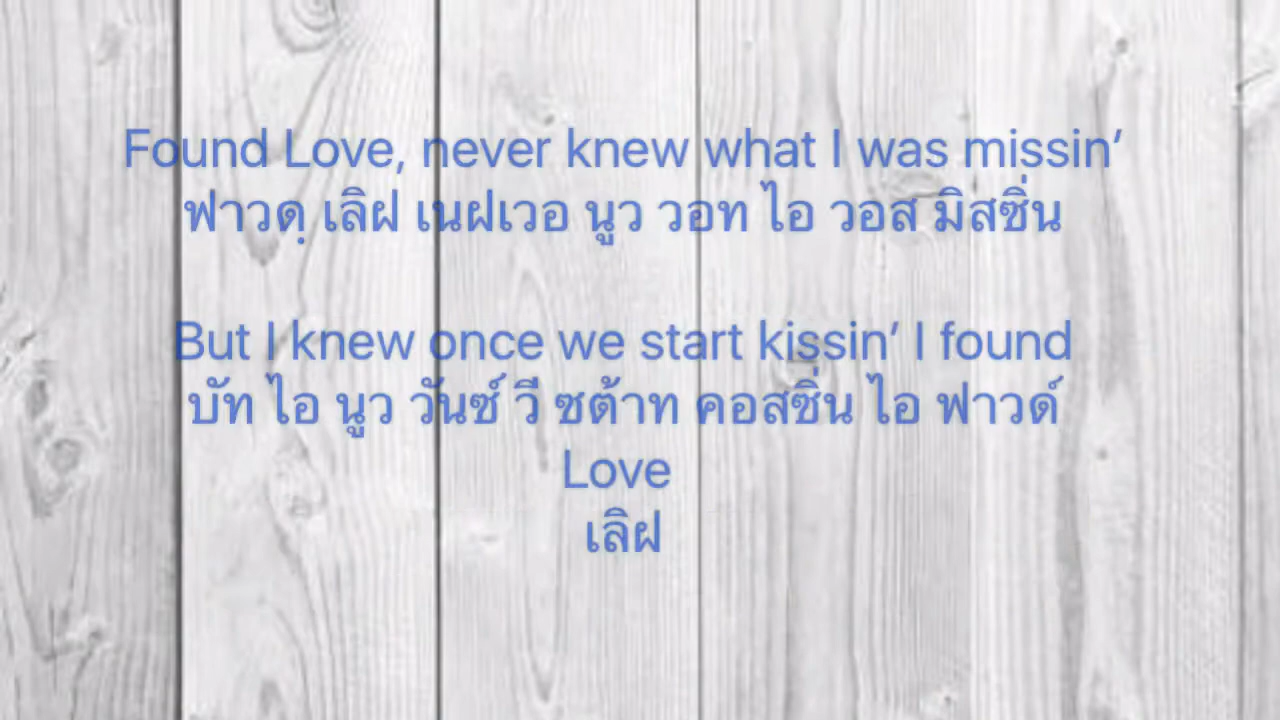 Found Love, never knew what I was missin’
ฟาวดฺ เลิฝ เนฝเวอ นูว วอท ไอ วอส มิสซิ่น
But I knew once we start kissin’ I found
บัท ไอ นูว วันซ์ วี ซต้าท คอสซิ่น ไอ ฟาวด์
Love
เลิฝ